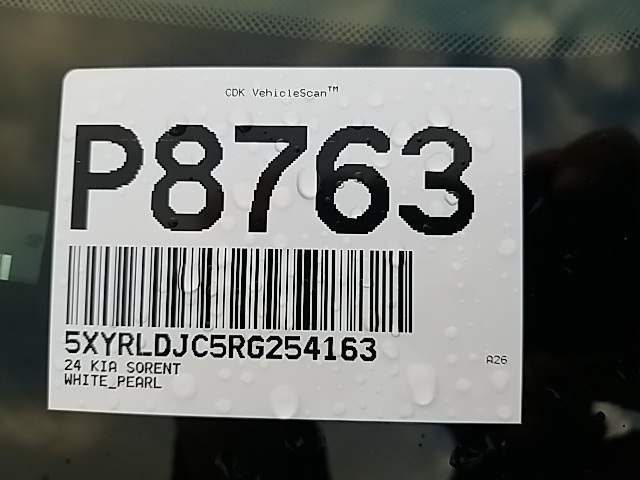 CDK VehicleScan™
P8763
5XYRLDJC5RG254163
24 KIA SORENT
WHITE_PEARL
A26